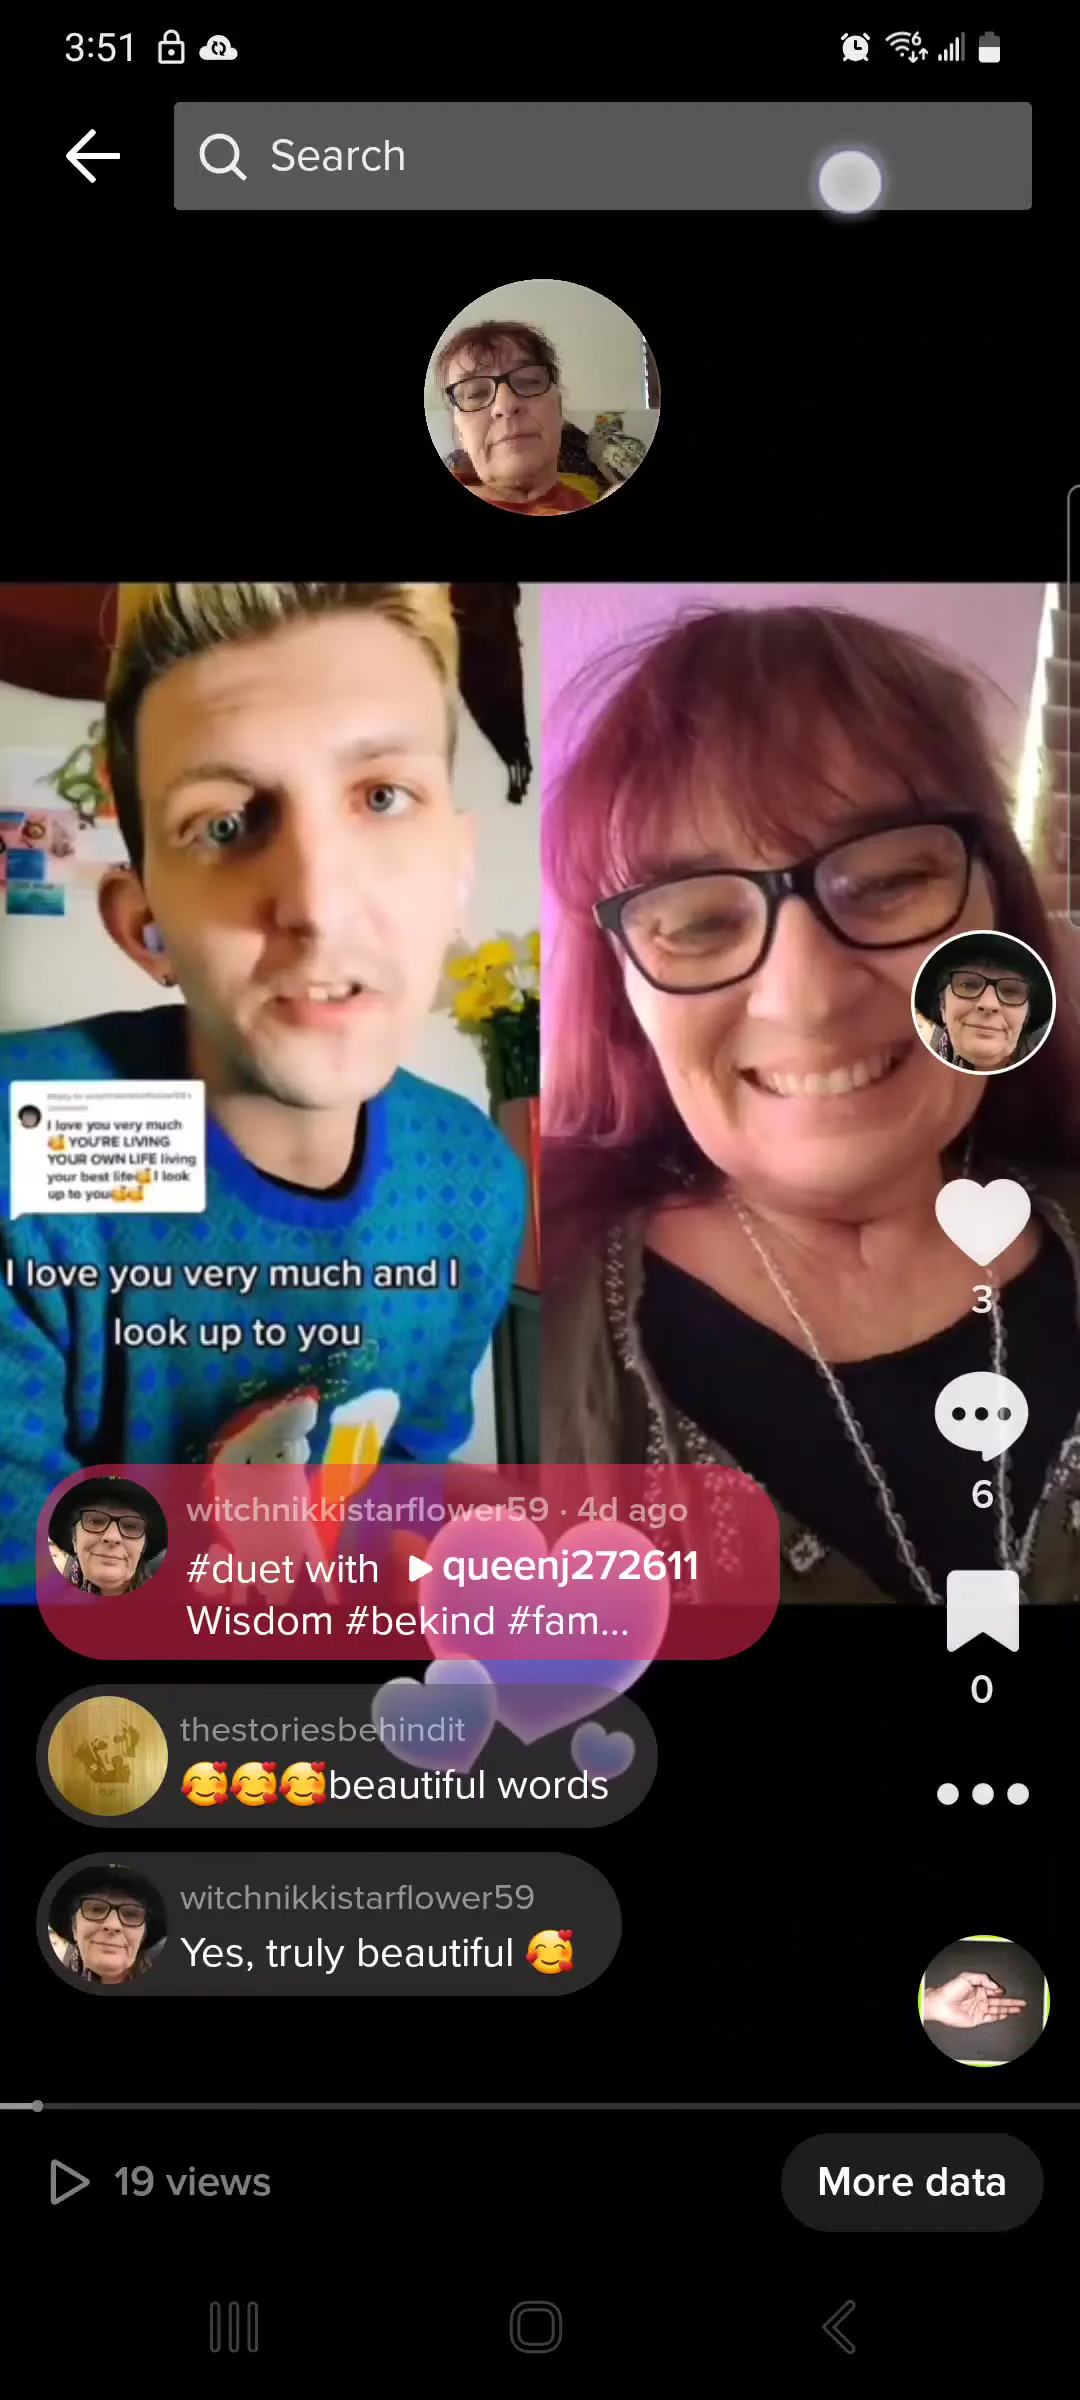 3:51
Search
I love you very much
🥰 YOU'RE LIVING
YOUR OWN LIFE living
your best life🥰 I look
up to you🥰🥰
I love you very much and I
look up to you
3
6
witchnikkistarflower59 · 4d ago
#duet with queenj272611
Wisdom #bekind #fam...
0
thestoriesbehindit
🥰🥰🥰beautiful words
witchnikkistarflower59
Yes, truly beautiful 🥰
19 views
More data